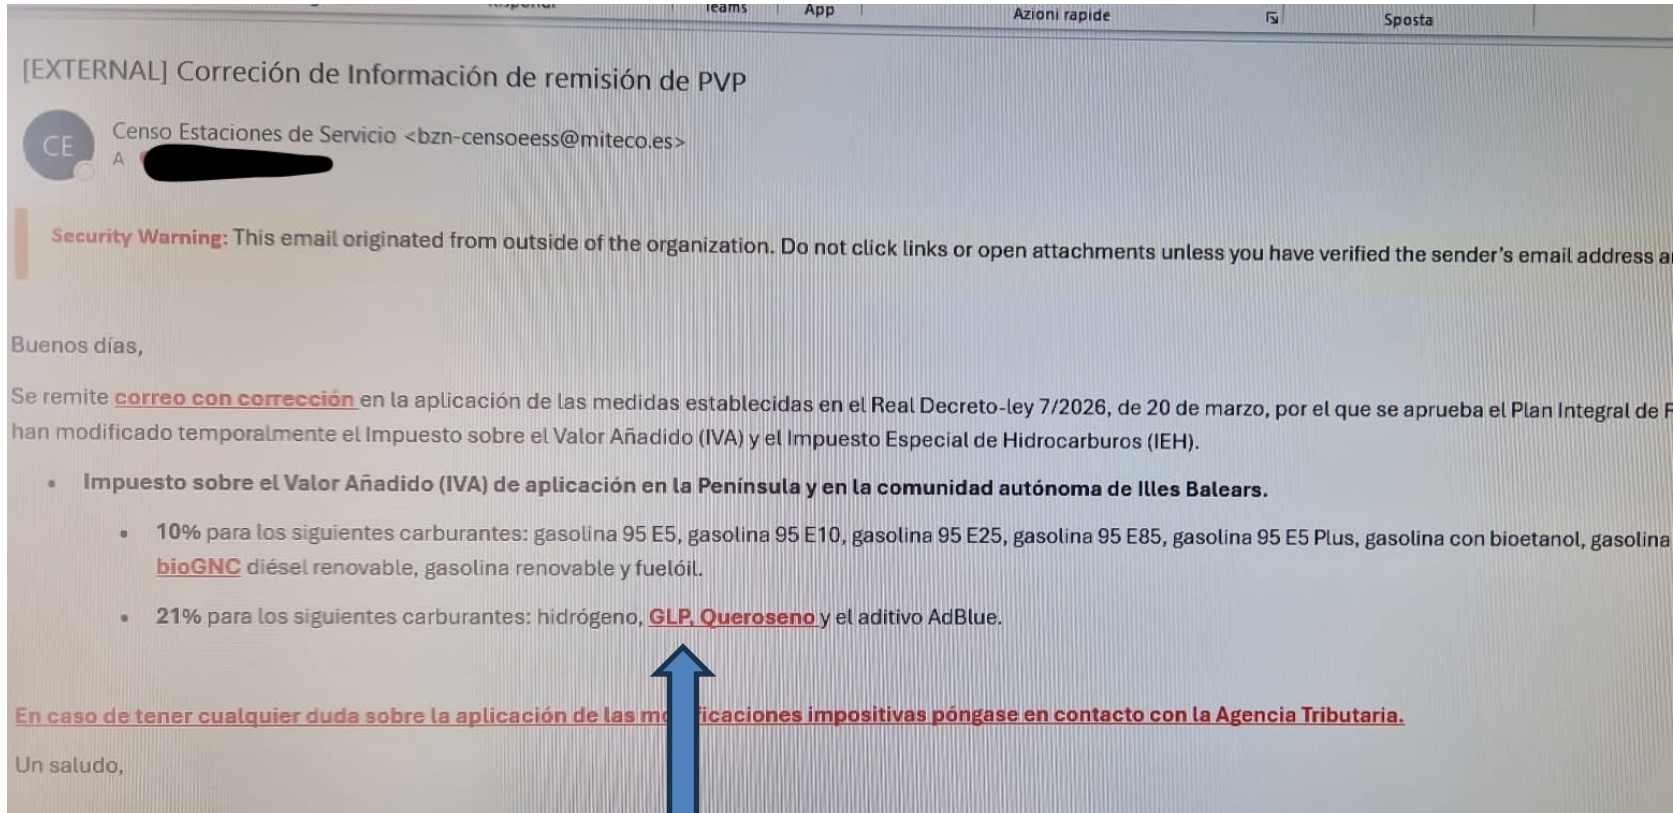 Teams App Azioni rapide Sposta
[EXTERNAL] Correción de Información de remisión de PVP
CE
Censo Estaciones de Servicio <bzn-censoeess@miteco.es>
A
Security Warning: This email originated from outside of the organization. Do not click links or open attachments unless you have verified the sender's email address
Buenos días,
Se remite correo con corrección en la aplicación de las medidas establecidas en el Real Decreto-ley 7/2026, de 20 de marzo, por el que se aprueba el Plan Integral de
han modificado temporalmente el Impuesto sobre el Valor Añadido (IVA) y el Impuesto Especial de Hidrocarburos (IEH).
• Impuesto sobre el Valor Añadido (IVA) de aplicación en la Península y en la comunidad autónoma de Illes Balears.
• 10% para los siguientes carburantes: gasolina 95 E5, gasolina 95 E10, gasolina 95 E25, gasolina 95 E85, gasolina 95 E5 Plus, gasolina con bioetanol, gasolina
bioGNC diésel renovable, gasolina renovable y fuelóil.
• 21% para los siguientes carburantes: hidrógeno, GLP, Queroseno y el aditivo AdBlue.
En caso de tener cualquier duda sobre la aplicación de las mo ficaciones impositivas póngase en contacto con la Agencia Tributaria.
Un saludo,